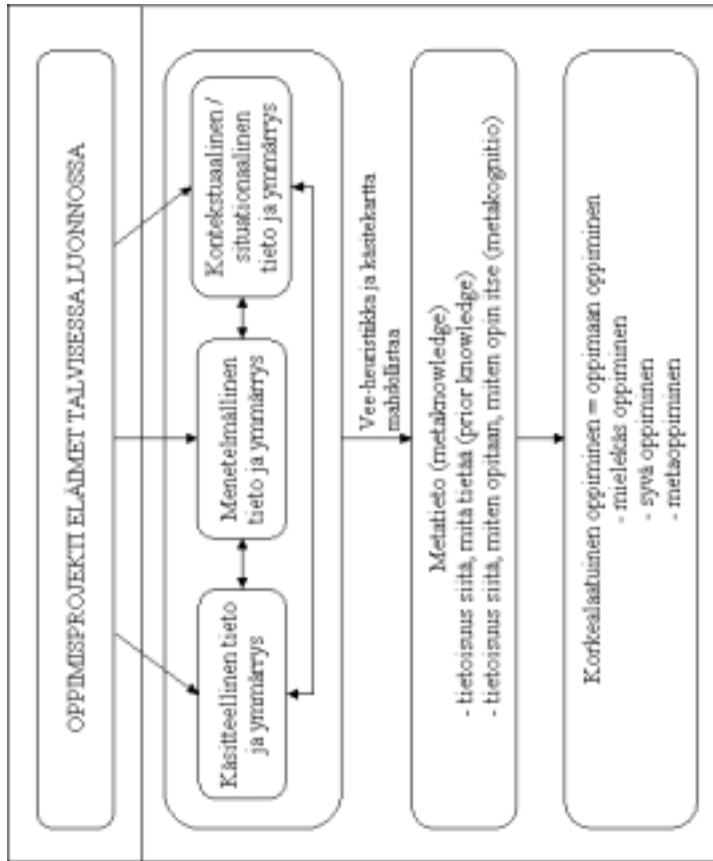 OPPIMISPROJEKTI ELÄIMET TALVISESSA LUONNOSSA
Käsitteellinen tieto
ja ymmärrys
Menetelmällinen
tieto ja ymmärrys
Kontekstuaalinen /
situationaalinen
tieto ja ymmärrys
Vee-heuristiikka ja käsitekartta
mahdollistaa
Metatieto (metaknowledge)
- tietoisuus siitä, mitä tietää (prior knowledge)
- tietoisuus siitä, miten opitaan, miten opin itse (metakognitio)
Korkealaatuinen oppiminen = oppimaan oppiminen
- mielekäs oppiminen
- syvä oppiminen
- metaoppiminen